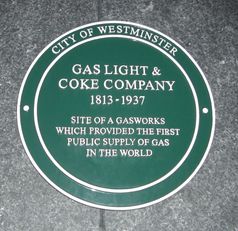 CITY OF WESTMINSTER
GAS LIGHT &
COKE COMPANY
1813-1937
SITE OF A GASWORKS
WHICH PROVIDED THE FIRST
PUBLIC SUPPLY OF GAS
IN THE WORLD